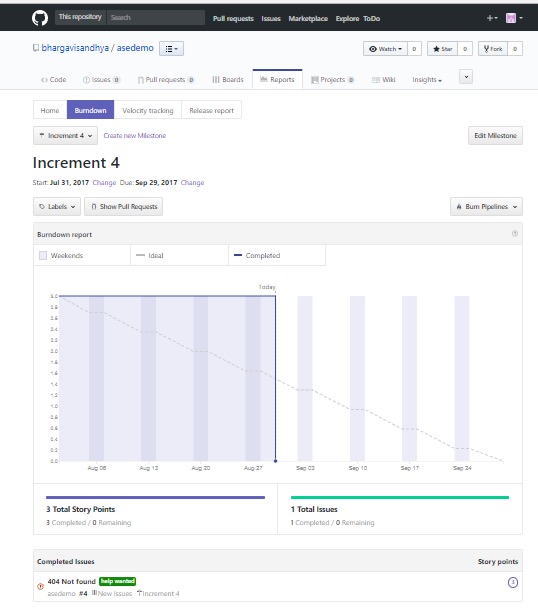 This repository Search Pull requests Issues Marketplace Explore ToDo
bhargavisandhya / asedemo Watch 0 Star 0 Fork 0
Code Issues 0 Pull requests 0 Boards Reports Projects 0 Wiki Insights
Home Burndown Velocity tracking Release report
Increment 4 Create new Milestone Edit Milestone
Increment 4
Start: Jul 31, 2017 Change Due: Sep 29, 2017 Change
Labels Show Pull Requests Burn Pipelines
Burndown report
Weekends Ideal Completed
Today
3.0
2.8
2.6
2.4
2.2
2.0
1.8
1.6
1.4
1.2
1.0
0.8
0.6
0.4
0.2
0.0
Aug 06 Aug 13 Aug 20 Aug 27 Sep 03 Sep 10 Sep 17 Sep 24
3 Total Story Points 1 Total Issues
3 Completed / 0 Remaining 1 Completed / 0 Remaining
Completed Issues Story points
404 Not found help wanted
asedemo #4 New Issues Increment 4